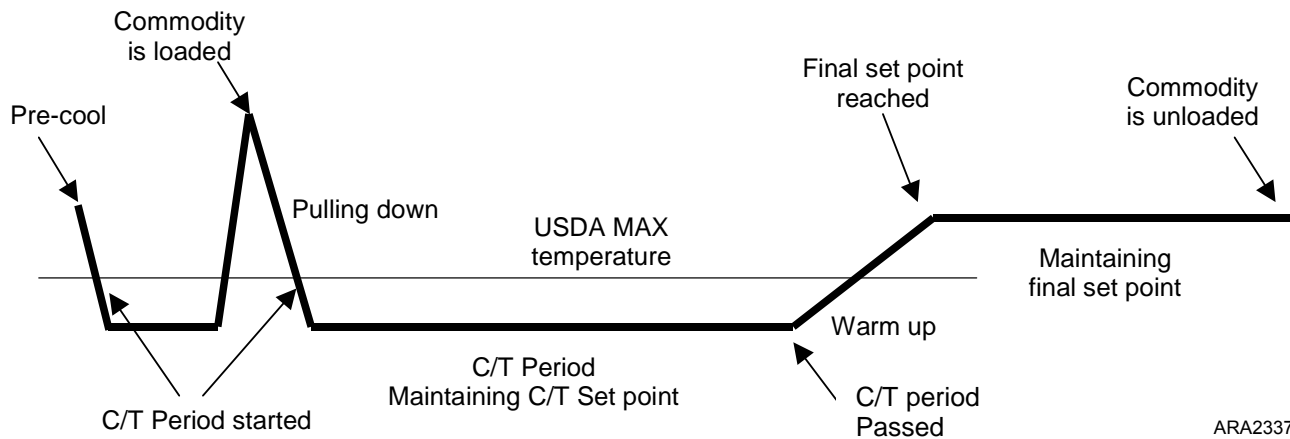 Commodity
is loaded
Pre-cool
Pulling down
USDA MAX
temperature
Final set point
reached
Commodity
is unloaded
Maintaining
final set point
Warm up
C/T Period
Maintaining C/T Set point
C/T Period started
C/T period
Passed
ARA2337